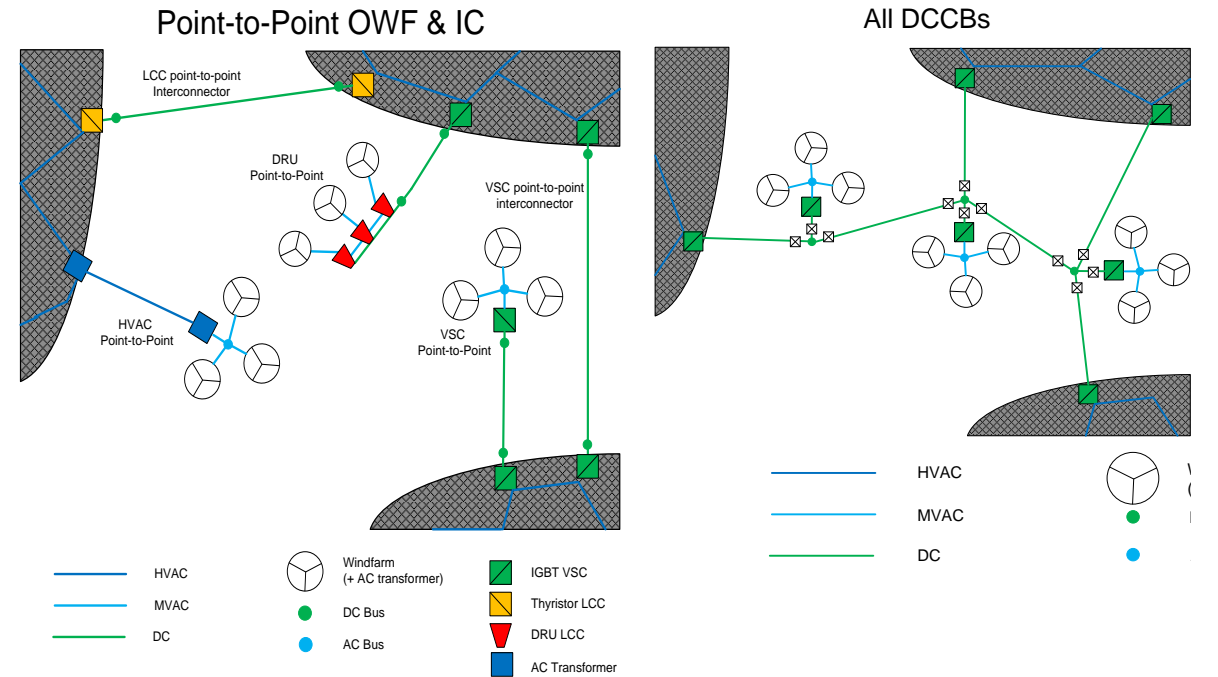 Point-to-Point OWF & IC
All DCCBs
LCC point-to-point
Interconnector
DRU
Point-to-Point
VSC point-to-point
interconnector
HVAC
Point-to-Point
VSC
Point-to-Point
HVAC
MVAC
DC
Windfarm
(+ AC transformer)
DC Bus
AC Bus
IGBT VSC
Thyristor LCC
DRU LCC
AC Transformer
HVAC
MVAC
DC